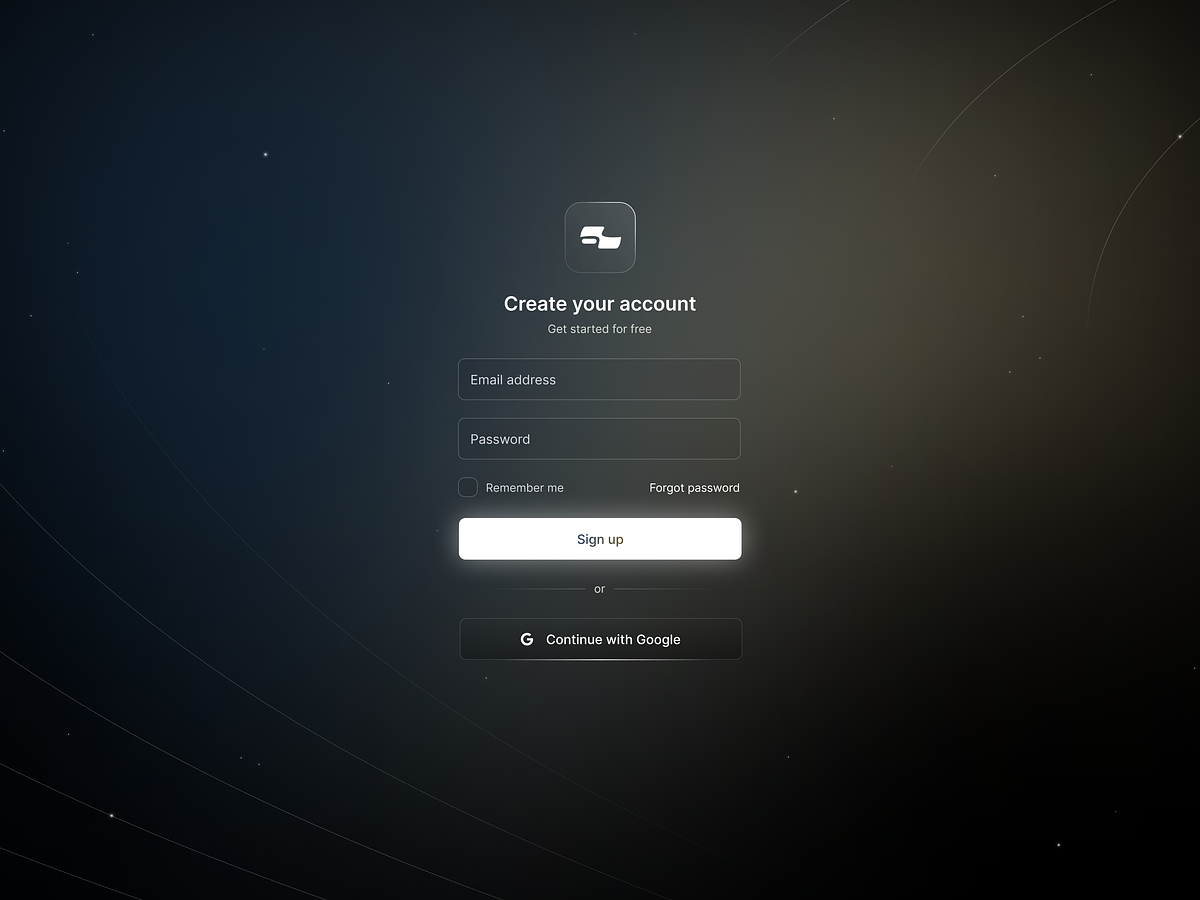 Create your account
Get started for free
Email address
Password
Remember me
Forgot password
Sign up
or
G Continue with Google